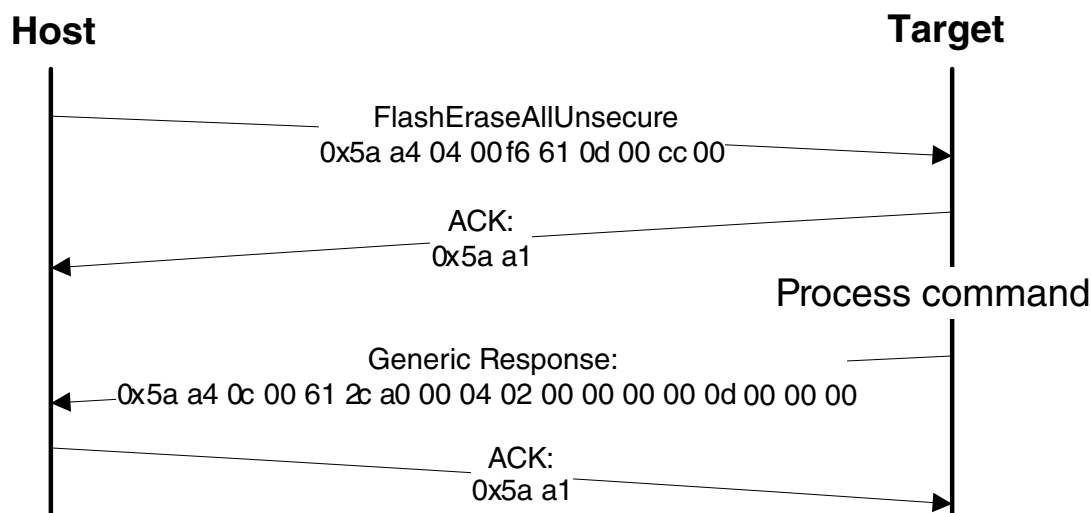 Host
Target
FlashEraseAllUnsecure
0x5a a4 04 00 f6 61 0d 00 cc 00
ACK:
0x5a a1
Process command
Generic Response:
0x5a a4 0c 00 61 2c a0 00 04 02 00 00 00 00 0d 00 00 00
ACK:
0x5a a1